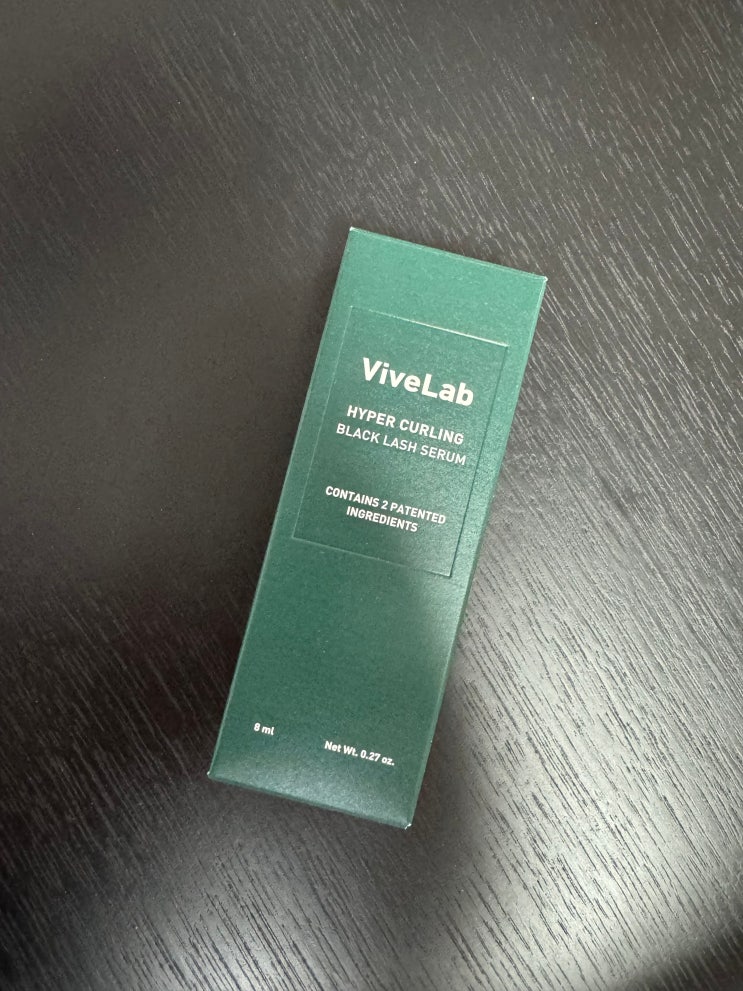 ViveLab
HYPER CURLING
BLACK LASH SERUM
CONTAINS 2 PATENTED
INGREDIENTS
8 ml
Net Wt. 0.27 oz.